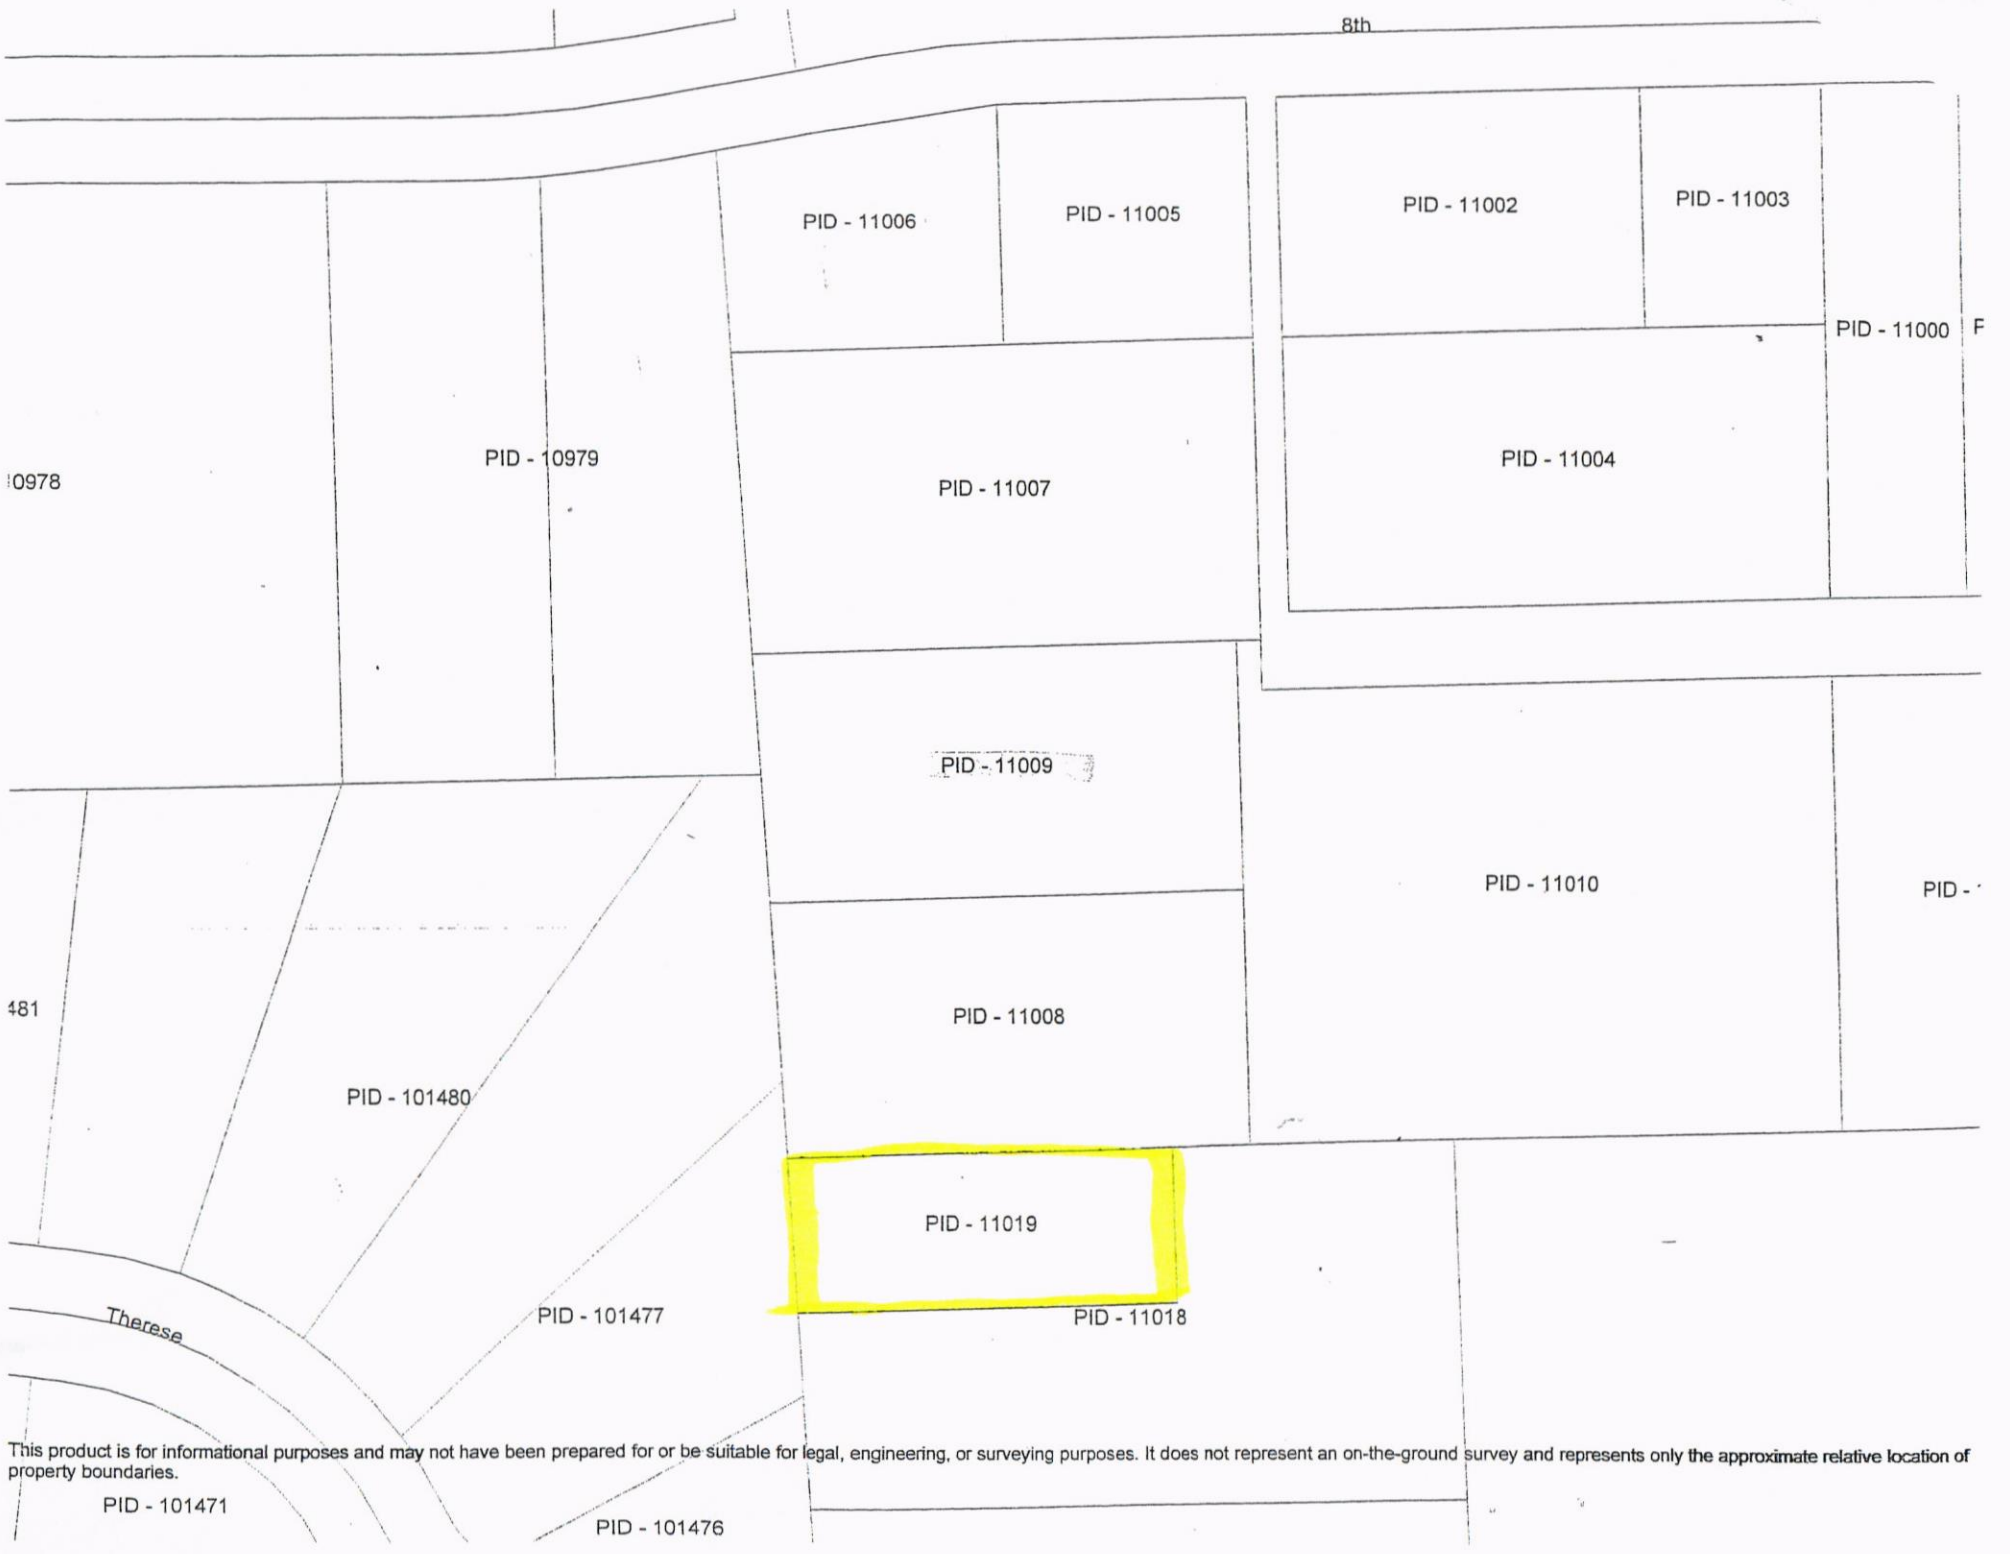 8th
PID - 11006
PID - 11005
PID - 11002
PID - 11003
PID - 11000
PID - 10979
0978
PID - 11007
PID - 11004
PID - 11009
PID - 11010
PID -
481
PID - 11008
PID - 101480
PID - 11019
Therese
PID - 101477
PID - 11018
This product is for informational purposes and may not have been prepared for or be suitable for legal, engineering, or surveying purposes. It does not represent an on-the-ground survey and represents only the approximate relative location of
property boundaries.
PID - 101471
PID - 101476